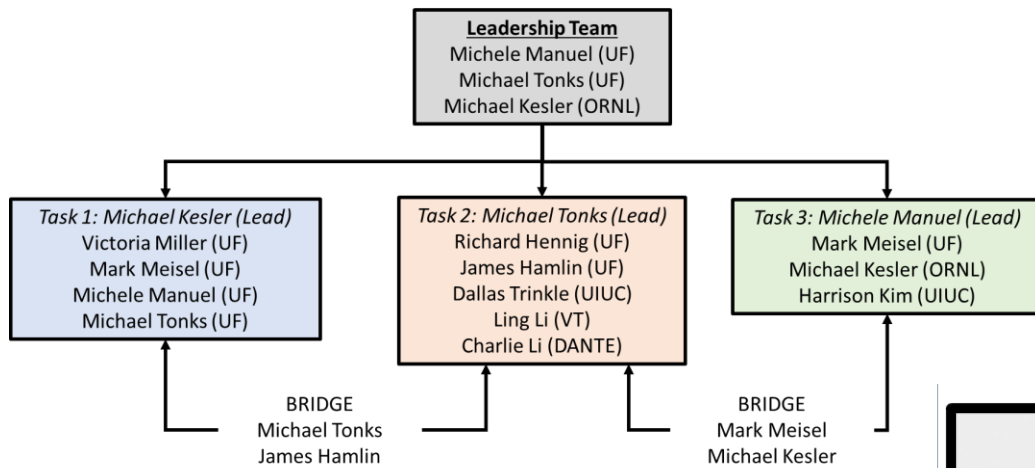 Leadership Team
Michele Manuel (UF)
Michael Tonks (UF)
Michael Kesler (ORNL)
Task 1: Michael Kesler (Lead)
Victoria Miller (UF)
Mark Meisel (UF)
Michele Manuel (UF)
Michael Tonks (UF)
Task 2: Michael Tonks (Lead)
Richard Hennig (UF)
James Hamlin (UF)
Dallas Trinkle (UIUC)
Ling Li (VT)
Charlie Li (DANTE)
Task 3: Michele Manuel (Lead)
Mark Meisel (UF)
Michael Kesler (ORNL)
Harrison Kim (UIUC)
BRIDGE
Michael Tonks
James Hamlin
BRIDGE
Mark Meisel
Michael Kesler